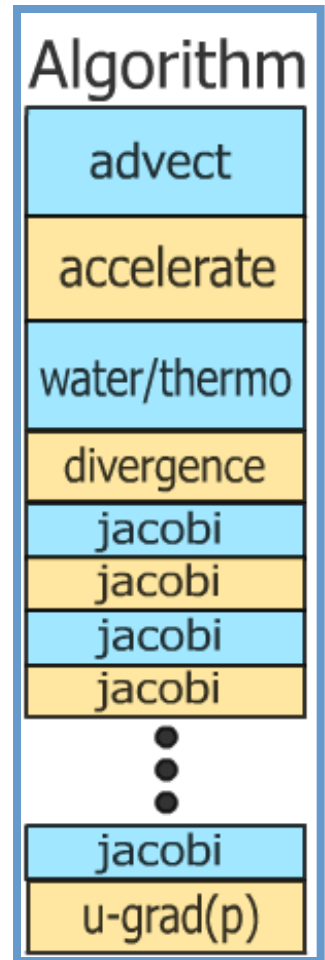 Algorithm
advect
accelerate
water/thermo
divergence
jacobi
jacobi
jacobi
jacobi
jacobi
u-grad(p)